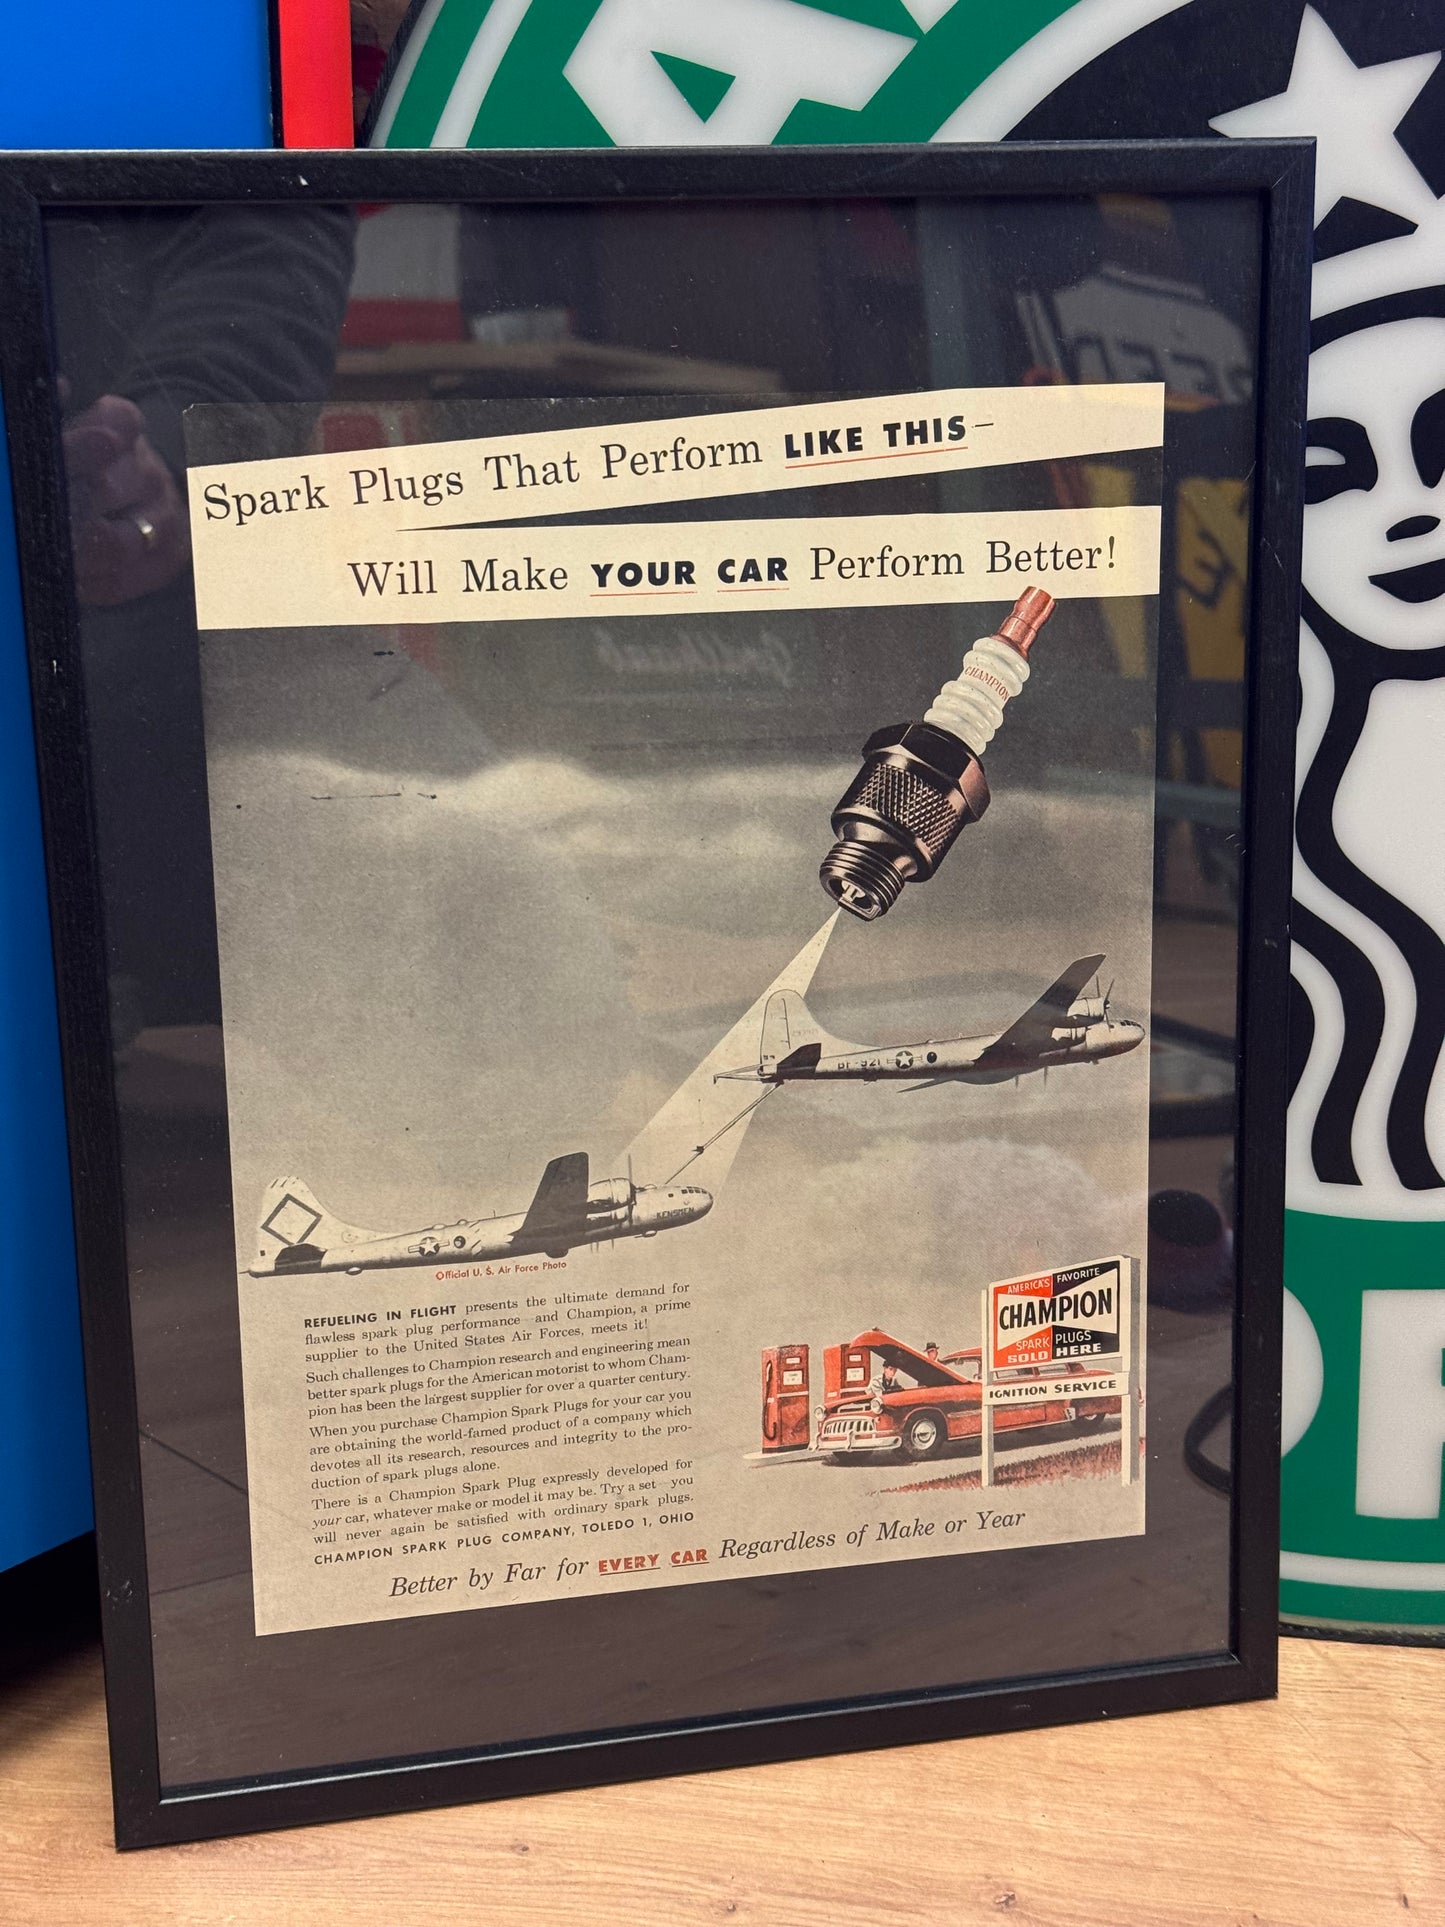 Spark Plugs That Perform LIKE THIS—
Will Make YOUR CAR Perform Better!
CHAMPION
BF-921
KENSMEN
Official U. S. Air Force Photo
REFUELING IN FLIGHT presents the ultimate demand for
flawless spark plug performance—and Champion, a prime
supplier to the United States Air Forces, meets it!
Such challenges to Champion research and engineering mean
better spark plugs for the American motorist to whom Cham-
pion has been the largest supplier for over a quarter century.
When you purchase Champion Spark Plugs for your car you
are obtaining the world-famed product of a company which
devotes all its research, resources and integrity to the pro-
duction of spark plugs alone.
There is a Champion Spark Plug expressly developed for
your car, whatever make or model it may be. Try a set—you
will never again be satisfied with ordinary spark plugs.
CHAMPION SPARK PLUG COMPANY, TOLEDO 1, OHIO
AMERICA'S FAVORITE
CHAMPION
SPARK PLUGS
SOLD HERE
IGNITION SERVICE
Better by Far for EVERY CAR Regardless of Make or Year